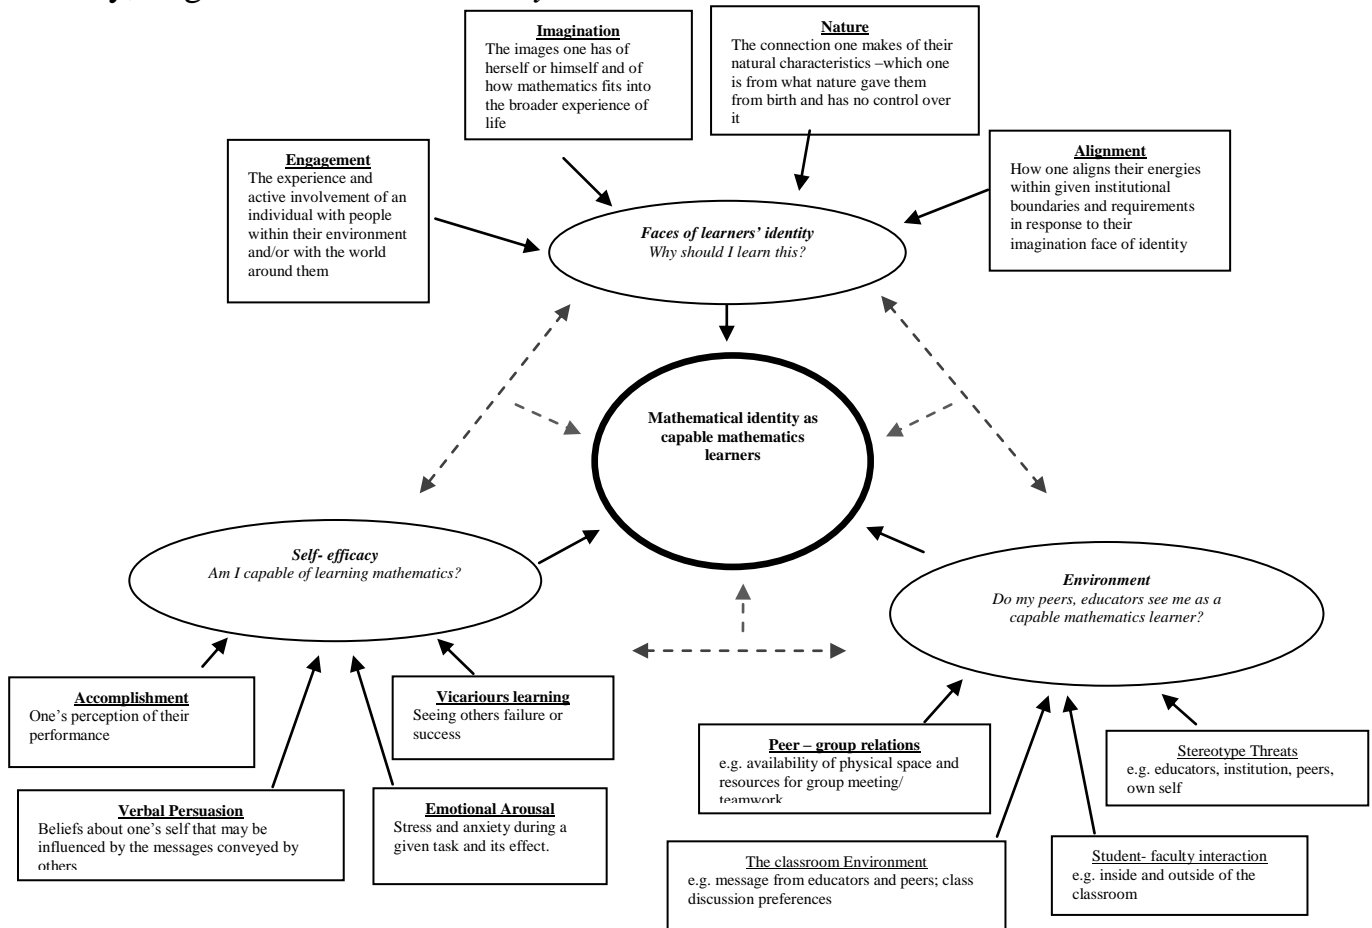 Imagination
The images one has of
herself or himself and of
how mathematics fits into
the broader experience of
life
Nature
The connection one makes of their
natural characteristics –which one
is from what nature gave them
from birth and has no control over
it
Engagement
The experience and
active involvement of an
individual with people
within their environment
and/or with the world
around them
Alignment
How one aligns their energies
within given institutional
boundaries and requirements
in response to their
imagination face of identity
Faces of learners’ identity
Why should I learn this?
Mathematical identity as
capable mathematics
learners
Self- efficacy
Am I capable of learning mathematics?
Environment
Do my peers, educators see me as a
capable mathematics learner?
Accomplishment
One’s perception of their
performance
Vicariours learning
Seeing others failure or
success
Verbal Persuasion
Beliefs about one’s self that may be
influenced by the messages conveyed by
others
Emotional Arousal
Stress and anxiety during a
given task and its effect.
Peer – group relations
e.g. availability of physical space and
resources for group meeting/
teamwork
Stereotype Threats
e.g. educators, institution, peers,
own self
The classroom Environment
e.g. message from educators and peers; class
discussion preferences
Student- faculty interaction
e.g. inside and outside of the
classroom